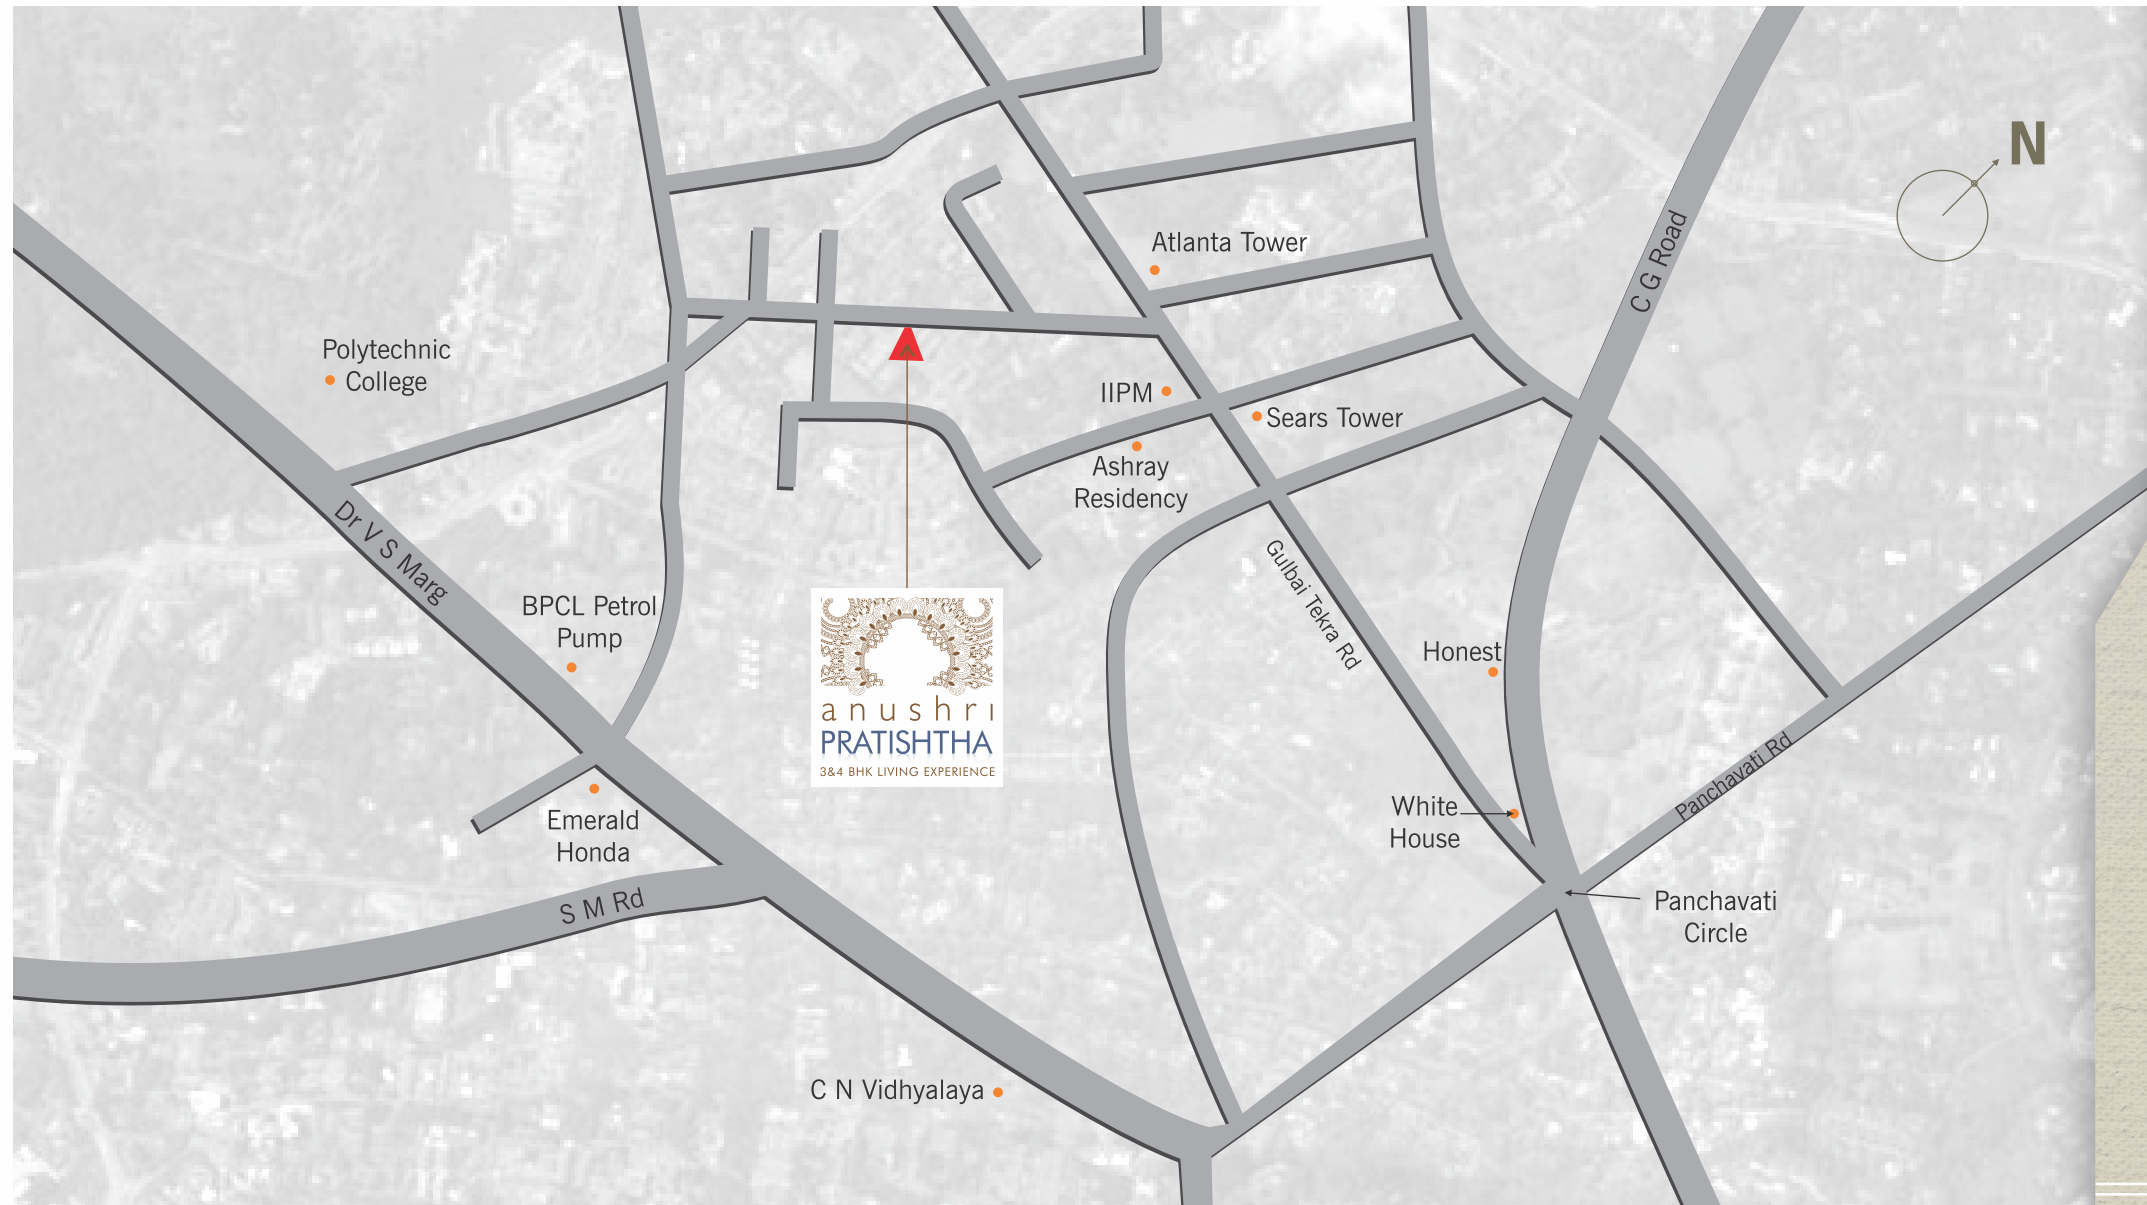 N
C G Road
Atlanta Tower
Polytechnic
College
IIPM
Sears Tower
Ashray
Residency
Dr V S Marg
Gulbai Tekra Rd
BPCL Petrol
Pump
Honest
anushri
PRATISHTHA
3&4 BHK LIVING EXPERIENCE
Panchavati Rd
White
House
Emerald
Honda
S M Rd
Panchavati
Circle
C N Vidhyalaya